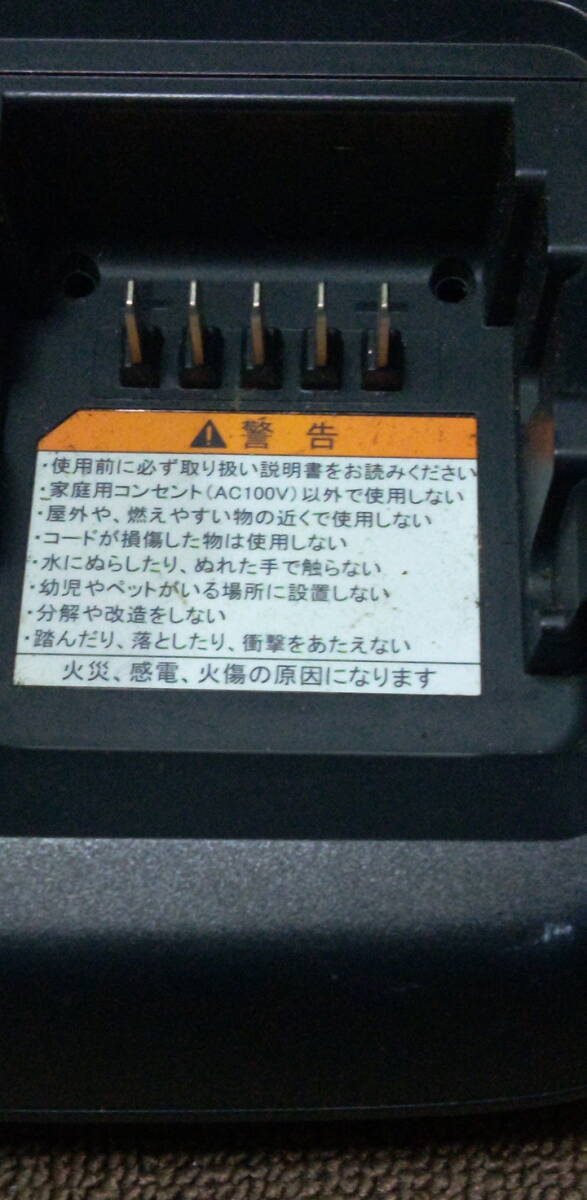 ⚠警告
・使用前に必ず取り扱い説明書をお読みください
・家庭用コンセント(AC100V)以外で使用しない
・屋外や、燃えやすい物の近くで使用しない
・コードが損傷した物は使用しない
・水にぬらしたり、ぬれた手で触らない
・幼児やペットがいる場所に設置しない
・分解や改造をしない
・踏んだり、落としたり、衝撃をあたえない
火災、感電、火傷の原因になります